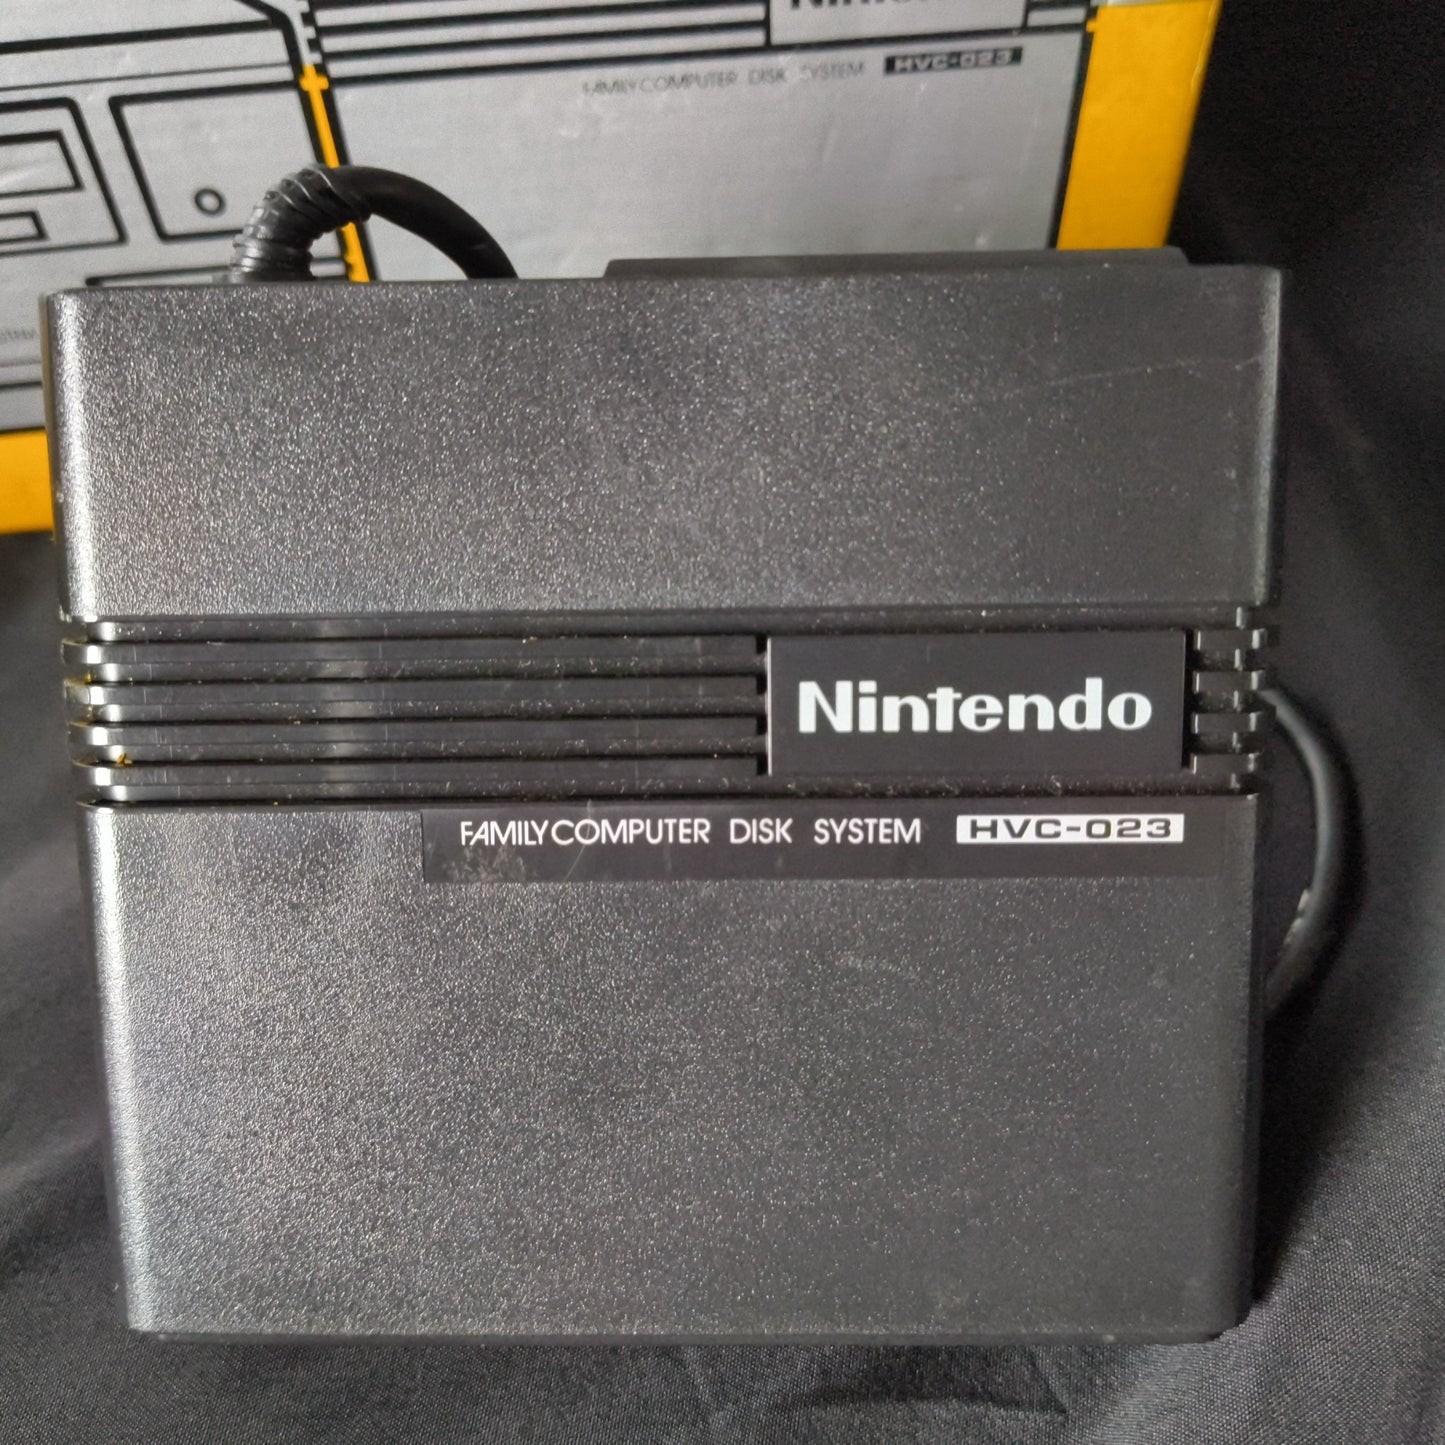 FAMILY COMPUTER DISK SYSTEM HVC-023
Nintendo
FAMILY COMPUTER DISK SYSTEM HVC-023